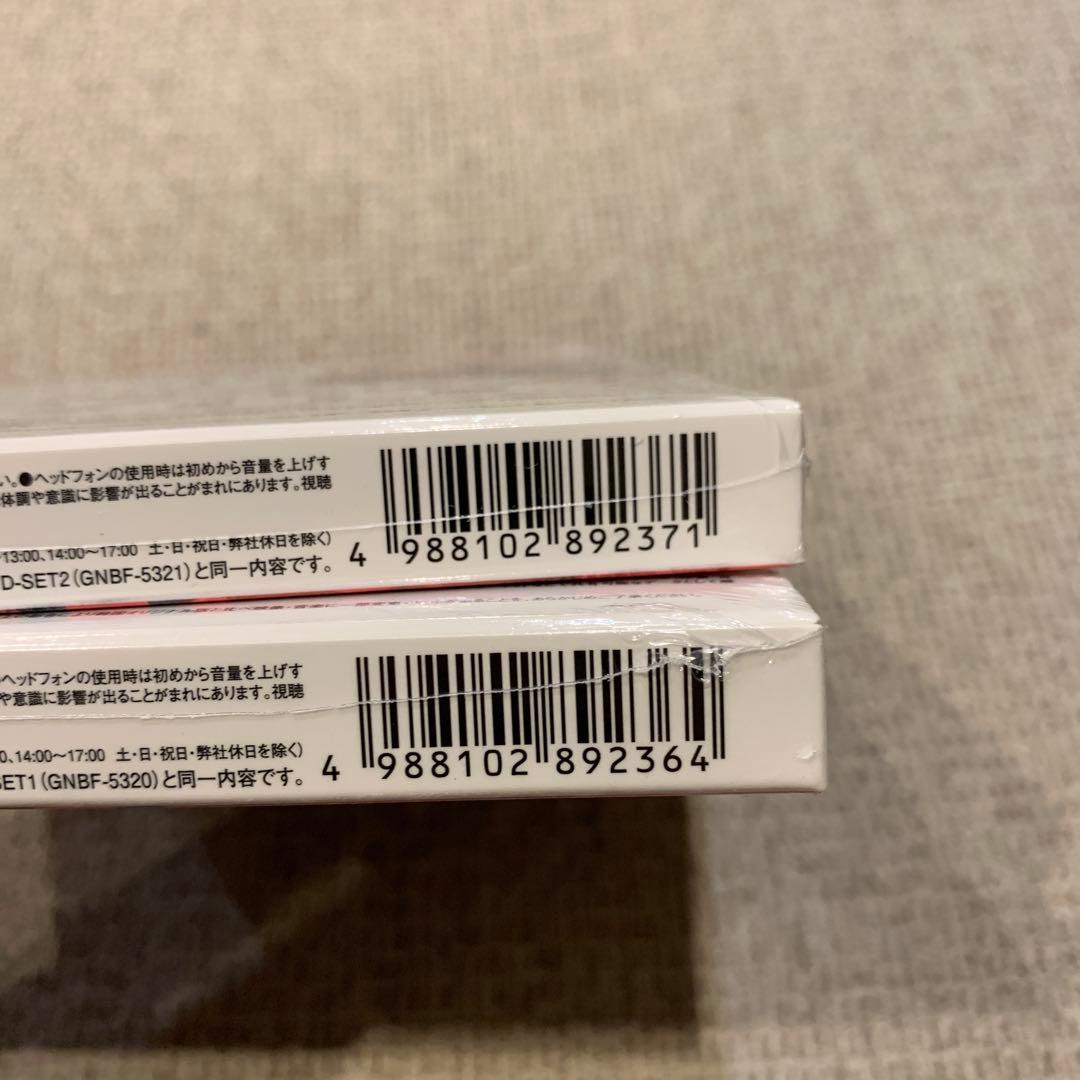 い。●ヘッドフォンの使用時は初めから音量を上げす
体調や意識に影響が出ることがまれにあります。視聴
13:00、14:00〜17:00 土・日・祝日・弊社休日を除く)
D-SET2(GNBF-5321)と同一内容です。
4 988102 892371
ヘッドフォンの使用時は初めから音量を上げす
や意識に影響が出ることがまれにあります。視聴
0、14:00〜17:00 土・日・祝日・弊社休日を除く)
SET1(GNBF-5320)と同一内容です。
4 988102 892364